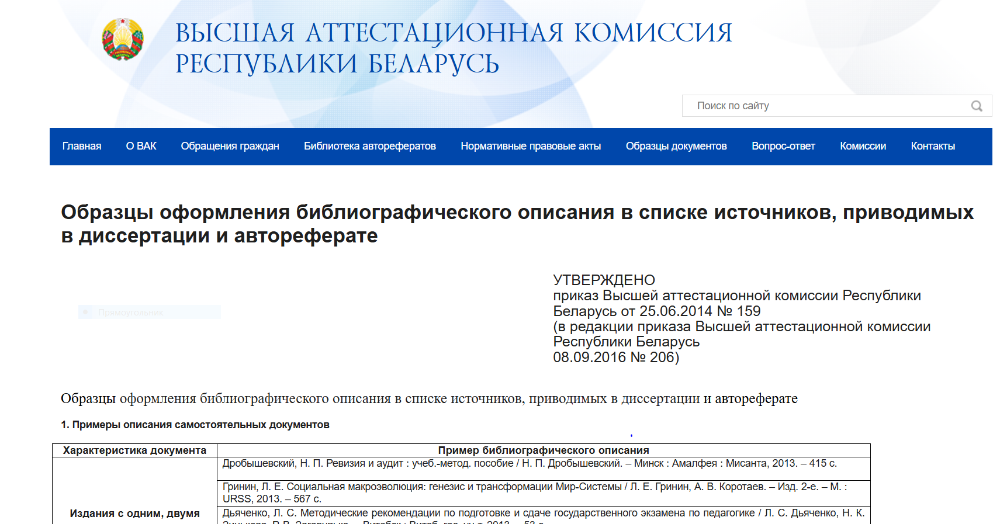 ВЫСШАЯ АТТЕСТАЦИОННАЯ КОМИССИЯ
РЕСПУБЛИКИ БЕЛАРУСЬ
Поиск по сайту
Главная О ВАК Обращения граждан Библиотека авторефератов Нормативные правовые акты Образцы документов Вопрос-ответ Комиссии Контакты
Образцы оформления библиографического описания в списке источников, приводимых
в диссертации и автореферате
УТВЕРЖДЕНО
приказ Высшей аттестационной комиссии Республики
Беларусь от 25.06.2014 № 159
(в редакции приказа Высшей аттестационной комиссии
Республики Беларусь
08.09.2016 № 206)
Прямоугольник
Образцы оформления библиографического описания в списке источников, приводимых в диссертации и автореферате
1. Примеры описания самостоятельных документов
Характеристика документа Пример библиографического описания
Дробышевский, Н. П. Ревизия и аудит : учеб.-метод. пособие / Н. П. Дробышевский. – Минск : Амалфея : Мисанта, 2013. – 415 с.
Гринин, Л. Е. Социальная макроэволюция: генезис и трансформации Мир-Системы / Л. Е. Гринин, А. В. Коротаев. – Изд. 2-е. – М. :
URSS, 2013. – 567 с.
Издания с одним, двумя
Дьяченко, Л. С. Методические рекомендации по подготовке и сдаче государственного экзамена по педагогике / Л. С. Дьяченко, Н. К.